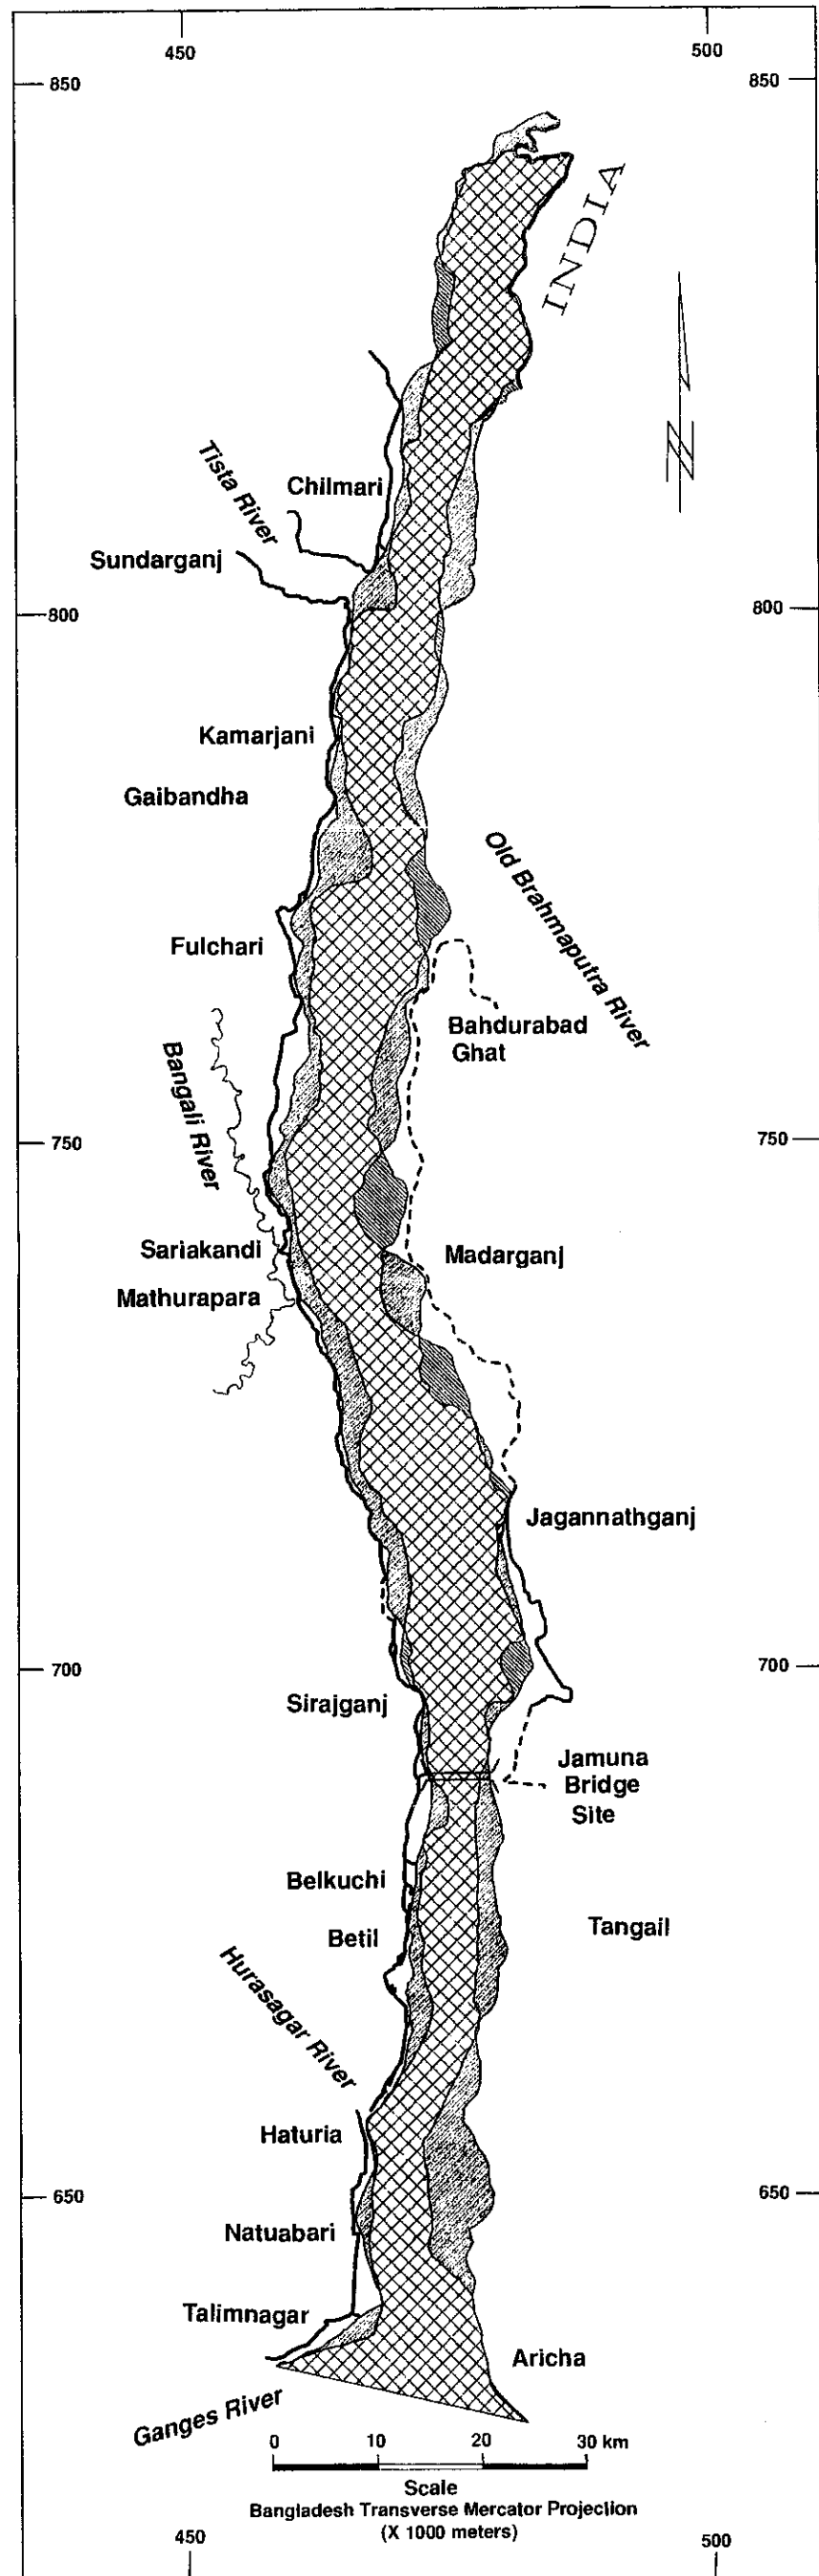 450
500
850
850
INDIA
N
Tista River
Chilmari
Sundarganj
800
800
Kamarjani
Gaibandha
Old Brahmaputra River
Fulchari
Bahdurabad
Ghat
Bangali River
750
750
Sariakandi
Madarganj
Mathurapara
Jagannathganj
700
700
Sirajganj
Jamuna
Bridge
Site
Belkuchi
Betil
Tangail
Hurasagar River
Haturia
650
650
Natuabari
Talimnagar
Aricha
Ganges River
0 10 20 30 km
Scale
Bangladesh Transverse Mercator Projection
(X 1000 meters)
450
500